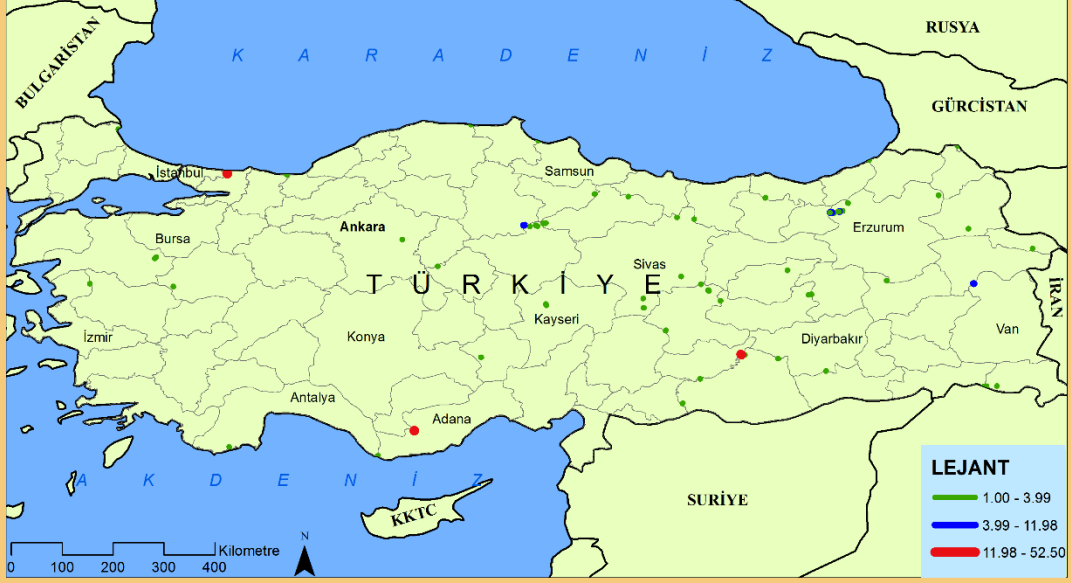 BULGARİSTAN
RUSYA
K A R A D E N İ Z
GÜRCİSTAN
İstanbul
Samsun
Bursa
Ankara
Erzurum
Sivas
T Ü R K İ Y E
İRAN
Kayseri
Van
İzmir
Konya
Diyarbakır
Antalya
Adana
A K D E N İ Z
SURİYE
KKTC
LEJANT
1.00 - 3.99
3.99 - 11.98
11.98 - 52.50
N
Kilometre
0 100 200 300 400